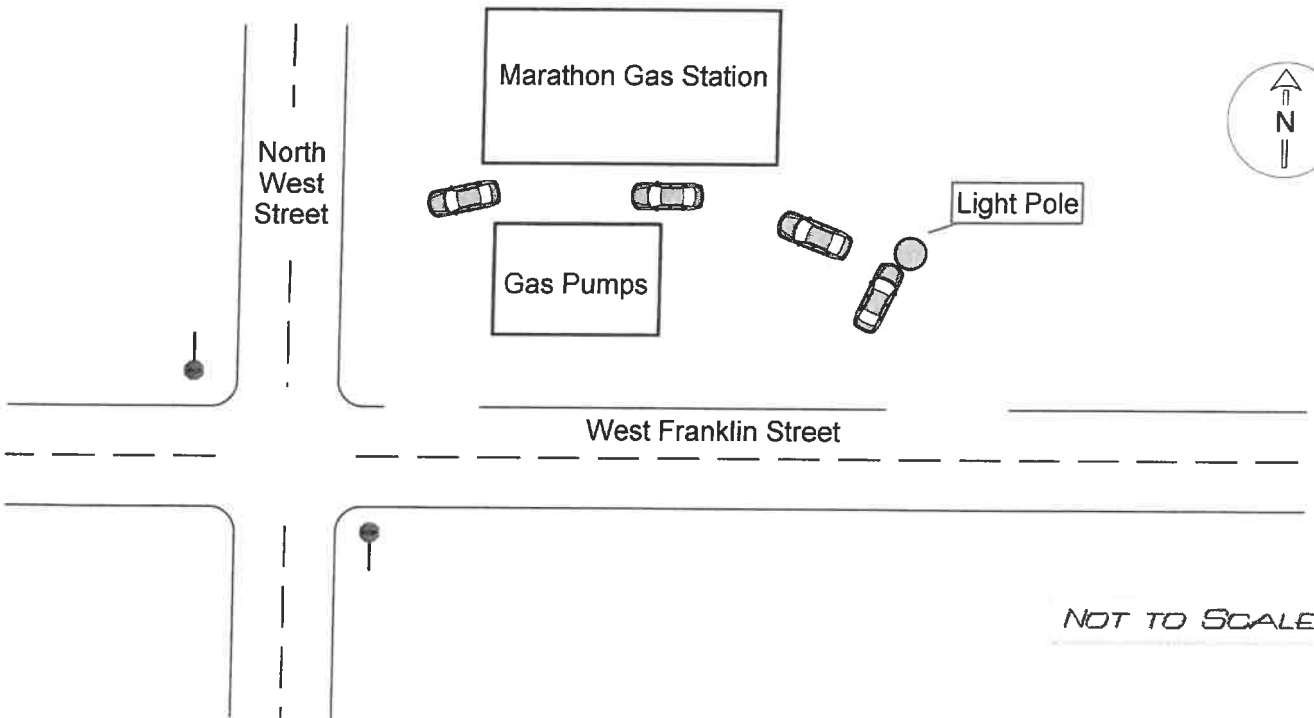 Marathon Gas Station
N
North
West
Street
Light Pole
Gas Pumps
West Franklin Street
NOT TO SCALE